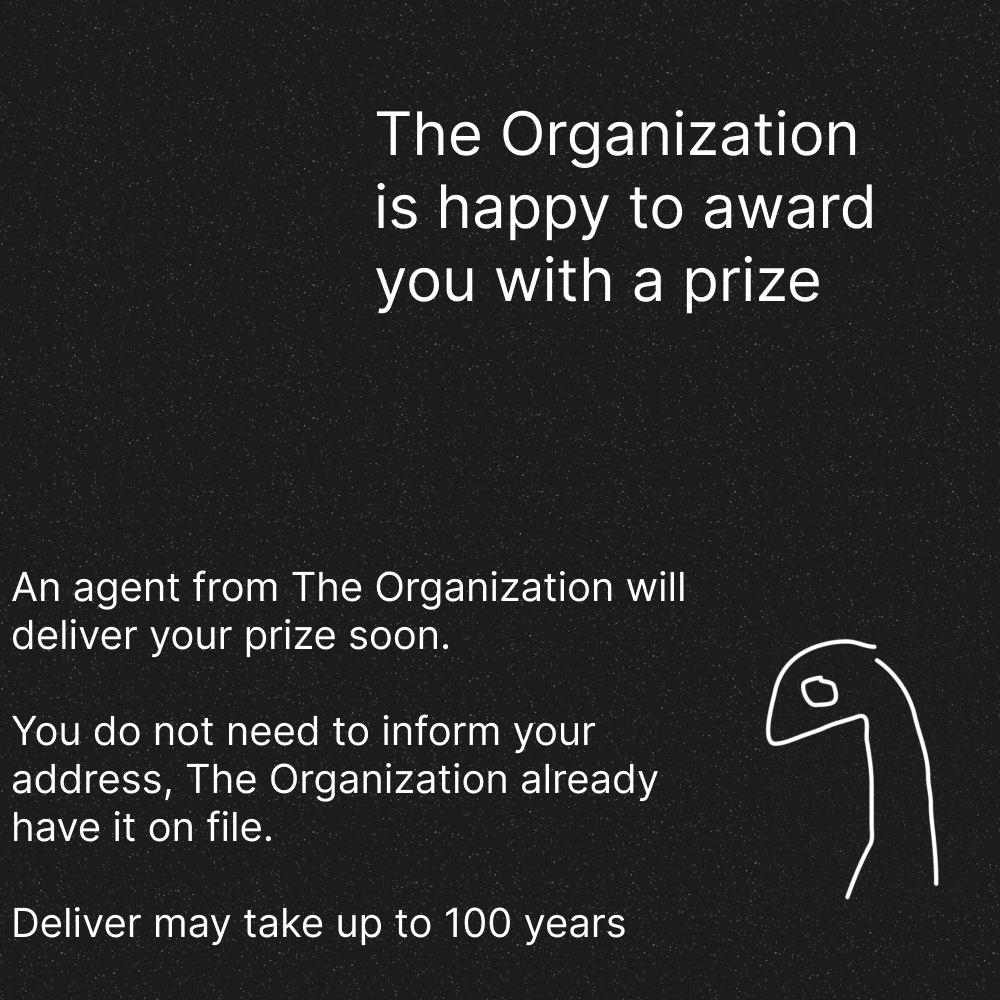 The Organization
is happy to award
you with a prize
An agent from The Organization will
deliver your prize soon.
You do not need to inform your
address, The Organization already
have it on file.
Deliver may take up to 100 years